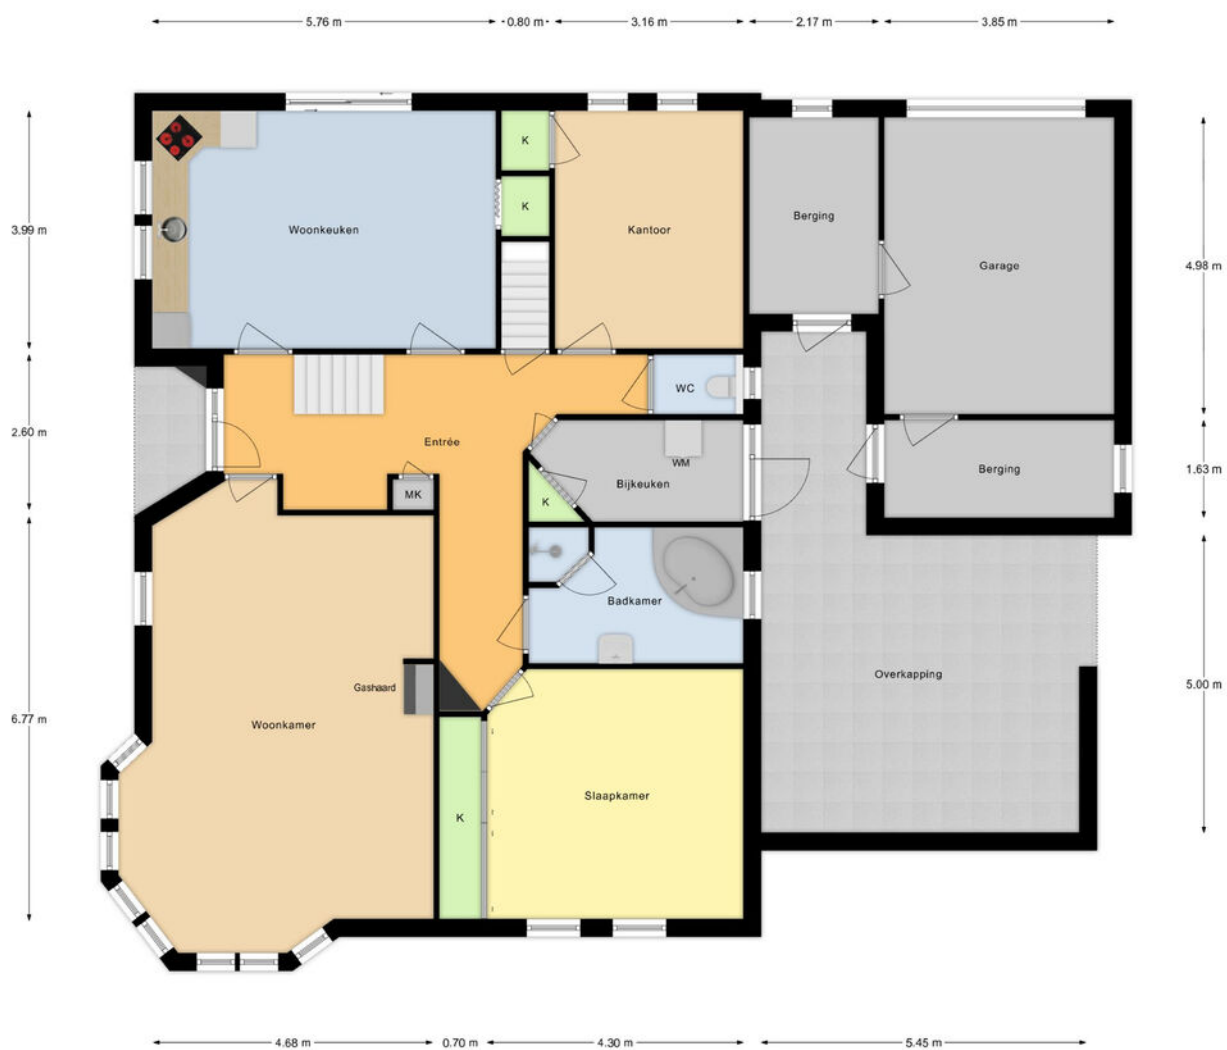 5.76 m
0.80 m
3.16 m
2.17 m
3.85 m
K
K
Woonkeuken
Kantoor
Berging
Garage
3.99 m
4.98 m
WC
2.60 m
Entrée
WM
Bijkeuken
Berging
1.63 m
MK
K
Badkamer
Overkapping
5.00 m
Gashaard
6.77 m
Woonkamer
Slaapkamer
K
4.68 m
0.70 m
4.30 m
5.45 m